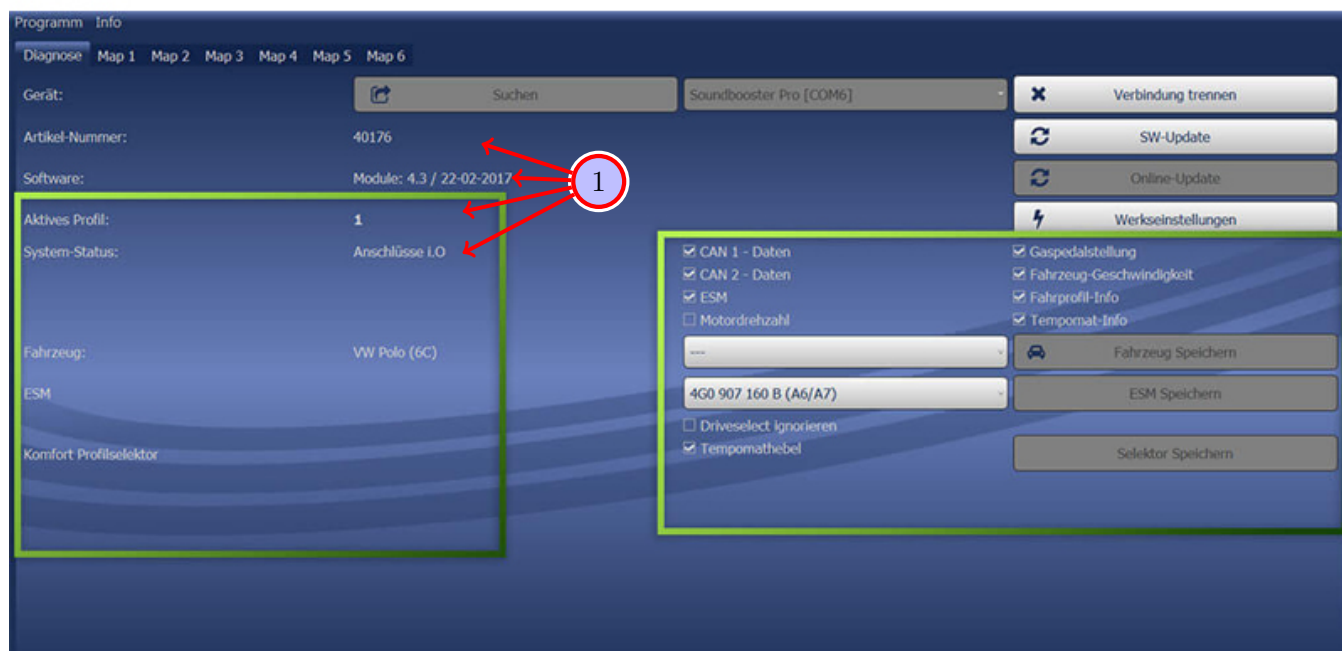 Programm Info
Diagnose Map 1 Map 2 Map 3 Map 4 Map 5 Map 6
Gerät: Suchen Soundbooster Pro [COM6] Verbindung trennen
Artikel-Nummer: 40176 SW-Update
Software: Module: 4.3 / 22-02-2017 1 Online-Update
Aktives Profil: 1 Werkseinstellungen
System-Status: Anschlüsse i.O CAN 1 - Daten Gaspedalstellung
CAN 2 - Daten Fahrzeug-Geschwindigkeit
ESM Fahrprofil-Info
Motordrehzahl Tempomat-Info
Fahrzeug: VW Polo (6C) --- Fahrzeug Speichern
ESM 4G0 907 160 B (A6/A7) ESM Speichern
Driveselect ignorieren
Komfort Profilselektor Tempomathebel Selektor Speichern